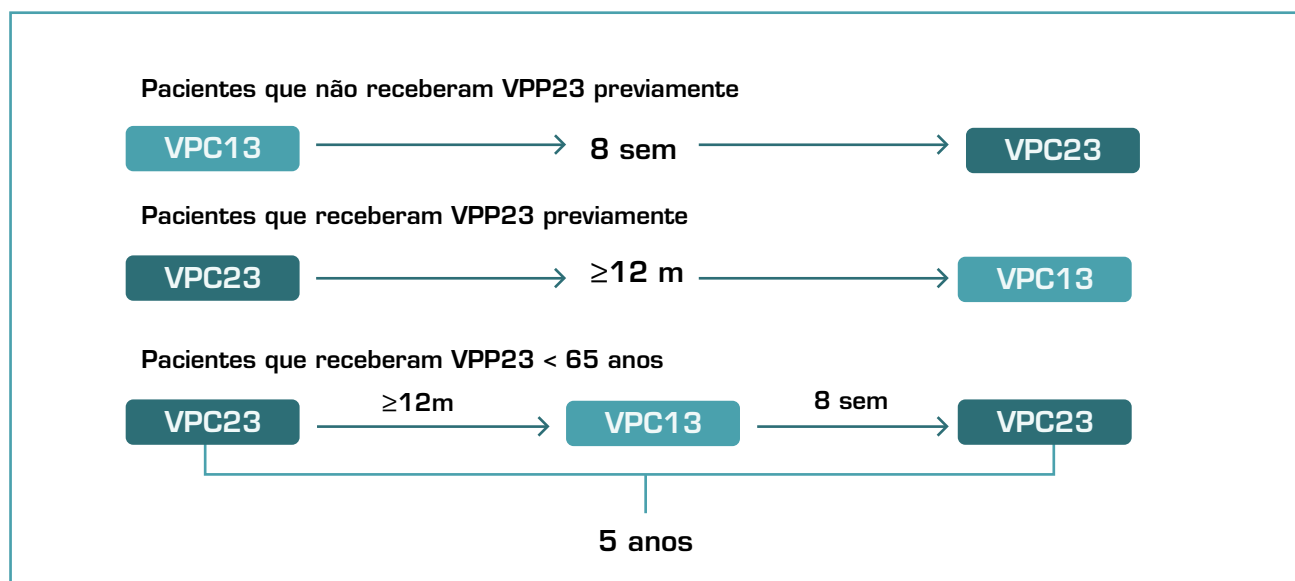 Pacientes que não receberam VPP23 previamente
VPC13 8 sem VPC23
Pacientes que receberam VPP23 previamente
VPC23 ≥12 m VPC13
Pacientes que receberam VPP23 < 65 anos
≥12m 8 sem
VPC23 VPC13 VPC23
5 anos